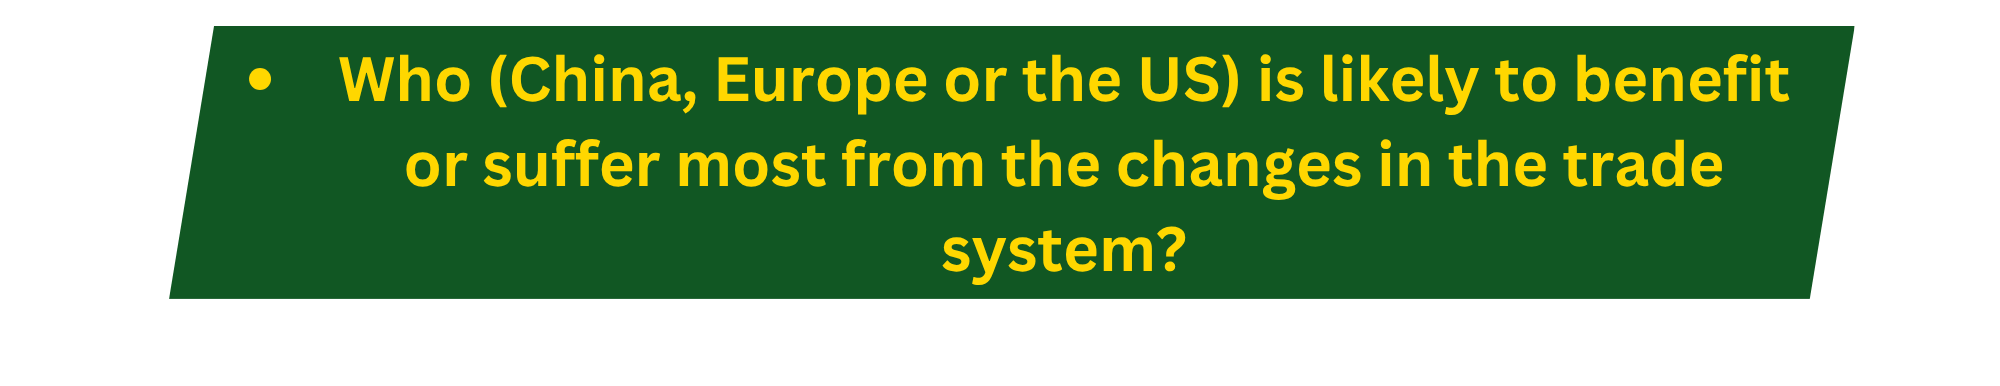 • Who (China, Europe or the US) is likely to benefit
or suffer most from the changes in the trade
system?